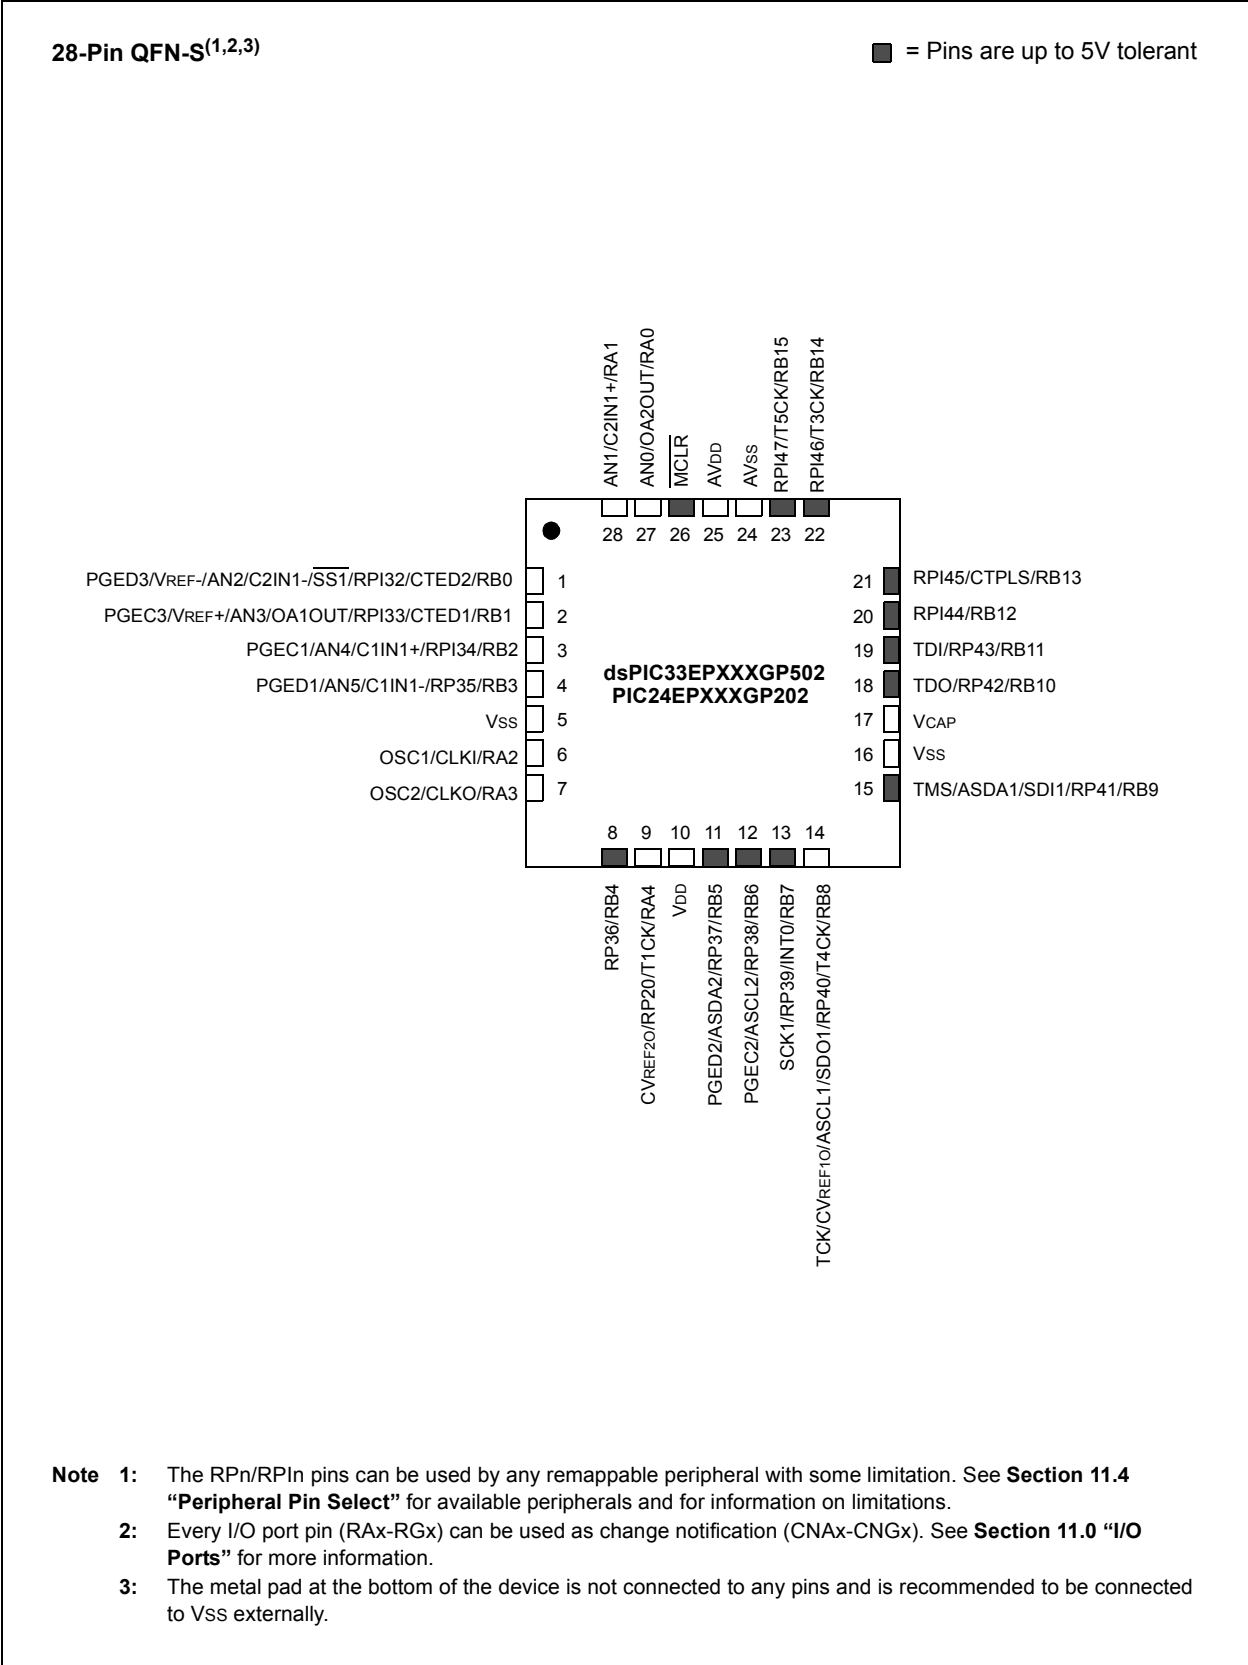 28-Pin QFN-S(1,2,3)
= Pins are up to 5V tolerant
AN1/C2IN1+/RA1
AN0/OA2OUT/RA0
MCLR
AVDD
AVSS
RPI47/T5CK/RB15
RPI46/T3CK/RB14
28 27 26 25 24 23 22
PGED3/VREF-/AN2/C2IN1-/SS1/RPI32/CTED2/RB0 1
PGEC3/VREF+/AN3/OA1OUT/RPI33/CTED1/RB1 2
PGEC1/AN4/C1IN1+/RPI34/RB2 3
PGED1/AN5/C1IN1-/RP35/RB3 4
VSS 5
OSC1/CLKI/RA2 6
OSC2/CLKO/RA3 7
dsPIC33EPXXXGP502
PIC24EPXXXGP202
21 RPI45/CTPLS/RB13
20 RPI44/RB12
19 TDI/RP43/RB11
18 TDO/RP42/RB10
17 VCAP
16 VSS
15 TMS/ASDA1/SDI1/RP41/RB9
8 9 10 11 12 13 14
RP36/RB4
CVREF2O/RP20/T1CK/RA4
VDD
PGED2/ASDA2/RP37/RB5
PGEC2/ASCL2/RP38/RB6
SCK1/RP39/INT0/RB7
TCK/CVREF1O/ASCL1/SDO1/RP40/T4CK/RB8
Note 1: The RPn/RPIn pins can be used by any remappable peripheral with some limitation. See Section 11.4
“Peripheral Pin Select” for available peripherals and for information on limitations.
2: Every I/O port pin (RAx-RGx) can be used as change notification (CNAx-CNGx). See Section 11.0 “I/O
Ports” for more information.
3: The metal pad at the bottom of the device is not connected to any pins and is recommended to be connected
to VSS externally.